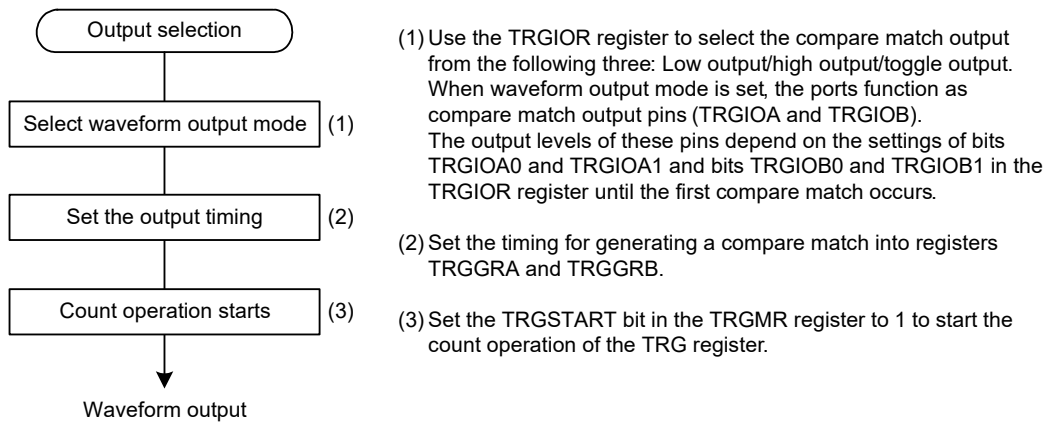 Output selection
Select waveform output mode (1)
Set the output timing (2)
Count operation starts (3)
Waveform output
(1) Use the TRGIOR register to select the compare match output
from the following three: Low output/high output/toggle output.
When waveform output mode is set, the ports function as
compare match output pins (TRGIOA and TRGIOB).
The output levels of these pins depend on the settings of bits
TRGIOA0 and TRGIOA1 and bits TRGIOB0 and TRGIOB1 in the
TRGIOR register until the first compare match occurs.
(2) Set the timing for generating a compare match into registers
TRGGRA and TRGGRB.
(3) Set the TRGSTART bit in the TRGMR register to 1 to start the
count operation of the TRG register.